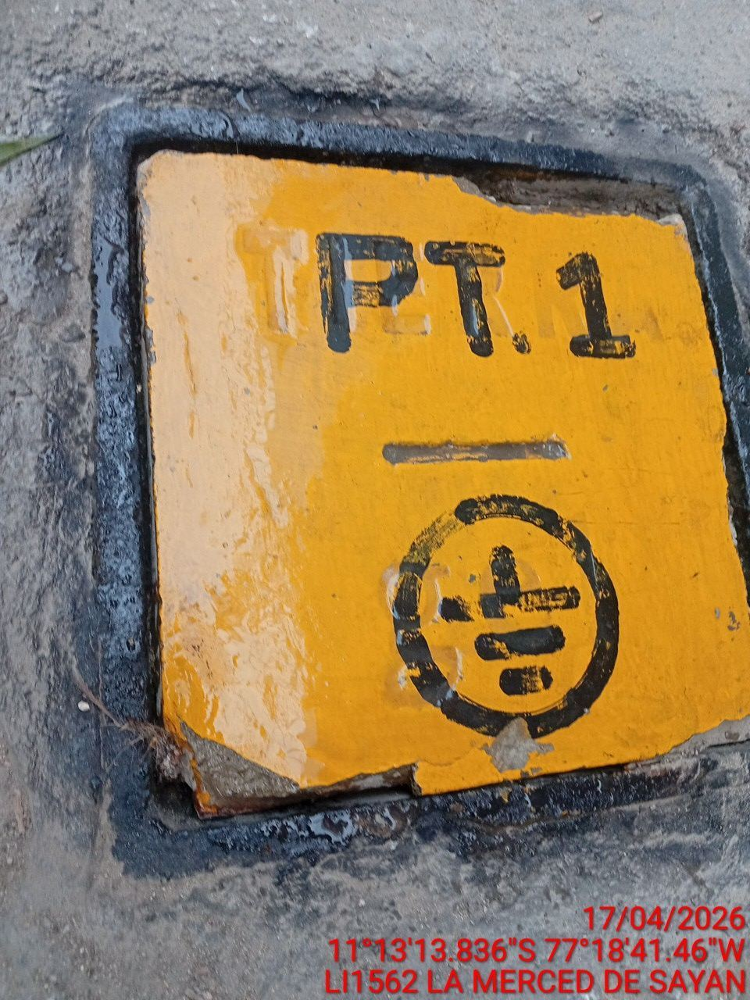 PT.1
17/04/2026
11°13'13.836"S 77°18'41.46"W
LI1562 LA MERCED DE SAYAN